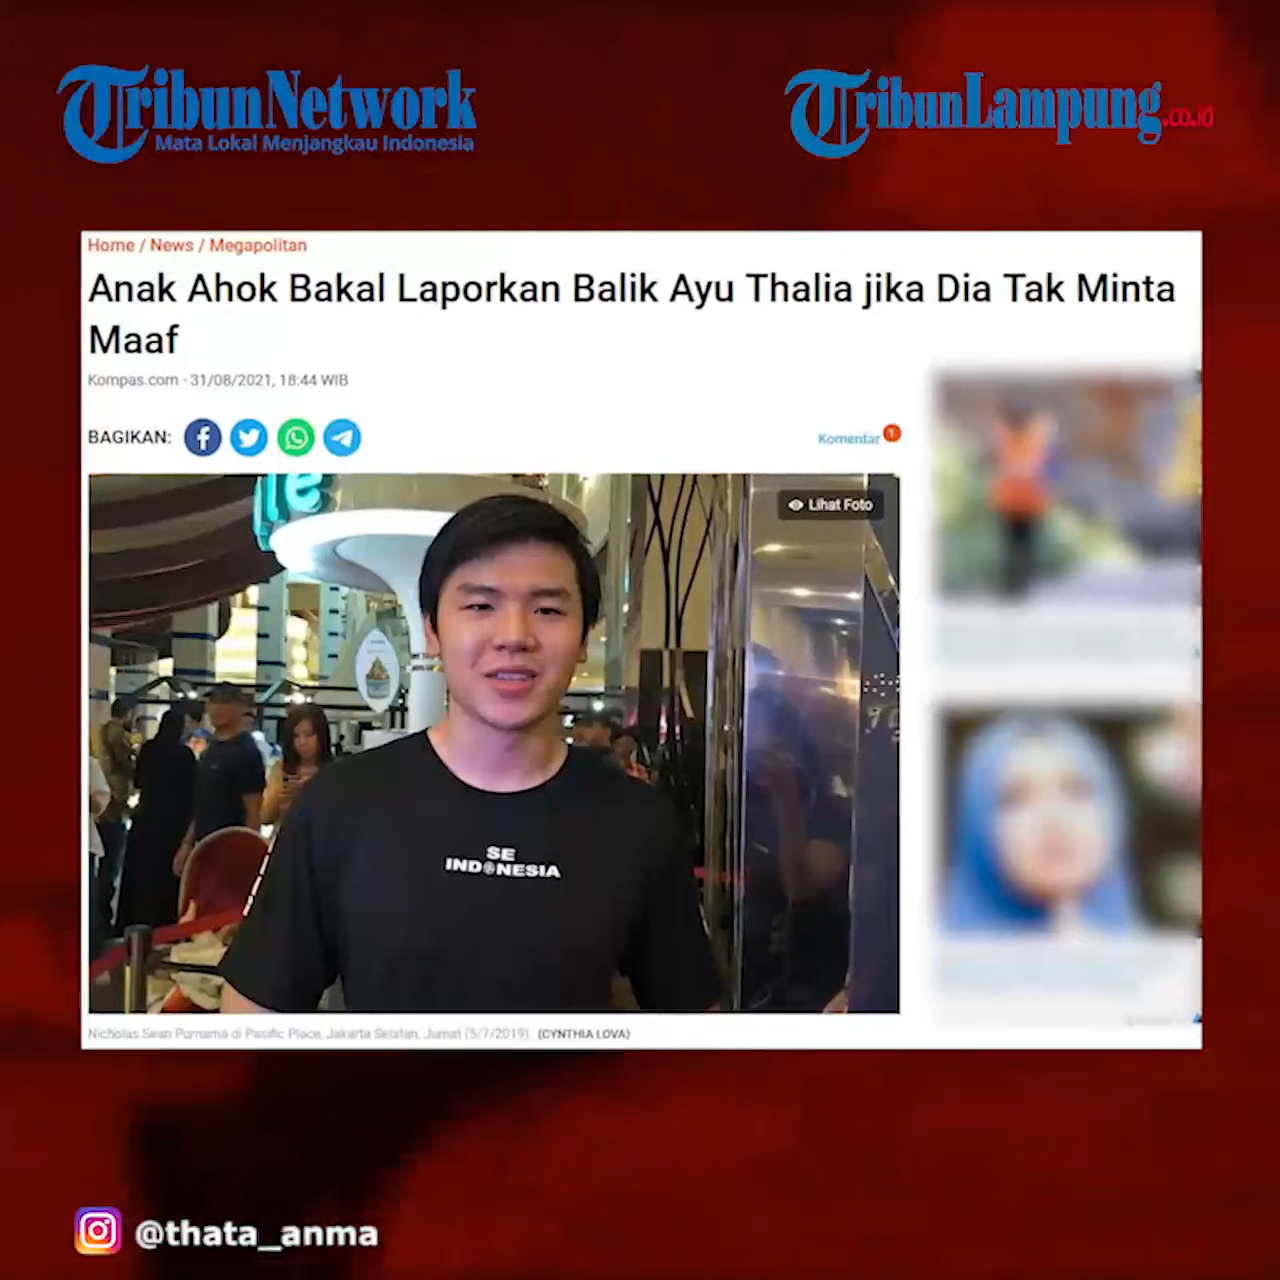 TribunNetwork
Mata Lokal Menjangkau Indonesia
TribunLampung.co.id
Home / News / Megapolitan
Anak Ahok Bakal Laporkan Balik Ayu Thalia jika Dia Tak Minta
Maaf
Kompas.com - 31/08/2021, 18:44 WIB
BAGIKAN:
Komentar 1
Lihat Foto
SE
INDONESIA
Nicholas Sean Purnama di Pasific Place, Jakarta Selatan, Jumat (5/7/2019). (CYNTHIA LOVA)
@thata_anma